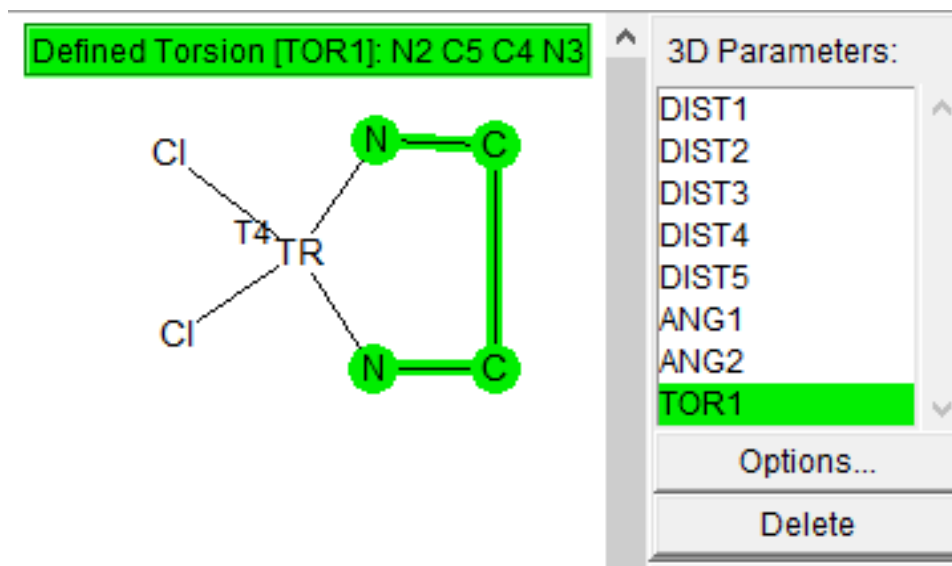 Defined Torsion [TOR1]: N2 C5 C4 N3
Cl
N
C
T4
TR
Cl
N
C
3D Parameters:
DIST1
DIST2
DIST3
DIST4
DIST5
ANG1
ANG2
TOR1
Options...
Delete